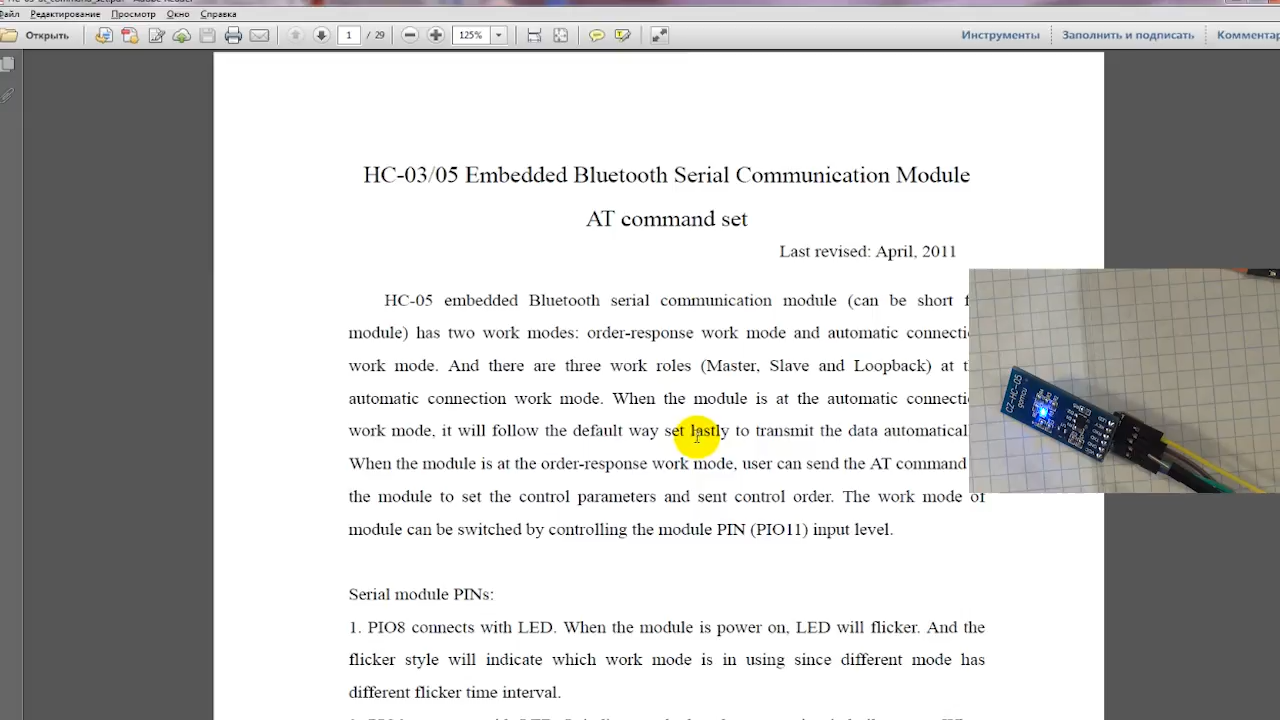 Файл Редактирование Просмотр Окно Справка
Открыть 1 / 29 125% Инструменты Заполнить и подписать Коммента
HC-03/05 Embedded Bluetooth Serial Communication Module
AT command set
Last revised: April, 2011
HC-05 embedded Bluetooth serial communication module (can be short f
module) has two work modes: order-response work mode and automatic connecti
work mode. And there are three work roles (Master, Slave and Loopback) at t
automatic connection work mode. When the module is at the automatic connecti
work mode, it will follow the default way set lastly to transmit the data automatical
When the module is at the order-response work mode, user can send the AT command
the module to set the control parameters and sent control order. The work mode of
module can be switched by controlling the module PIN (PIO11) input level.
Serial module PINs:
1. PIO8 connects with LED. When the module is power on, LED will flicker. And the
flicker style will indicate which work mode is in using since different mode has
different flicker time interval.
CZ-HC-05